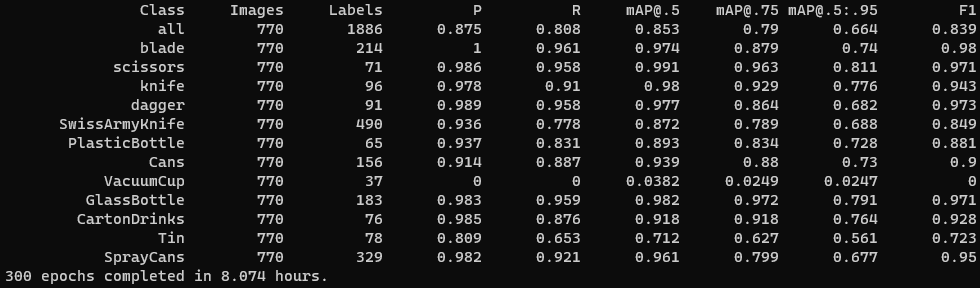 Class Images Labels P R mAP@.5 mAP@.75 mAP@.5:.95 F1
all 770 1886 0.875 0.808 0.853 0.79 0.664 0.839
blade 770 214 1 0.961 0.974 0.879 0.74 0.98
scissors 770 71 0.986 0.958 0.991 0.963 0.811 0.971
knife 770 96 0.978 0.91 0.98 0.929 0.776 0.943
dagger 770 91 0.989 0.958 0.977 0.864 0.682 0.973
SwissArmyKnife 770 490 0.936 0.778 0.872 0.789 0.688 0.849
PlasticBottle 770 65 0.937 0.831 0.893 0.834 0.728 0.881
Cans 770 156 0.914 0.887 0.939 0.88 0.73 0.9
VacuumCup 770 37 0 0 0.0382 0.0249 0.0247 0
GlassBottle 770 183 0.983 0.959 0.982 0.972 0.791 0.971
CartonDrinks 770 76 0.985 0.876 0.918 0.918 0.764 0.928
Tin 770 78 0.809 0.653 0.712 0.627 0.561 0.723
SprayCans 770 329 0.982 0.921 0.961 0.799 0.677 0.95
300 epochs completed in 8.074 hours.